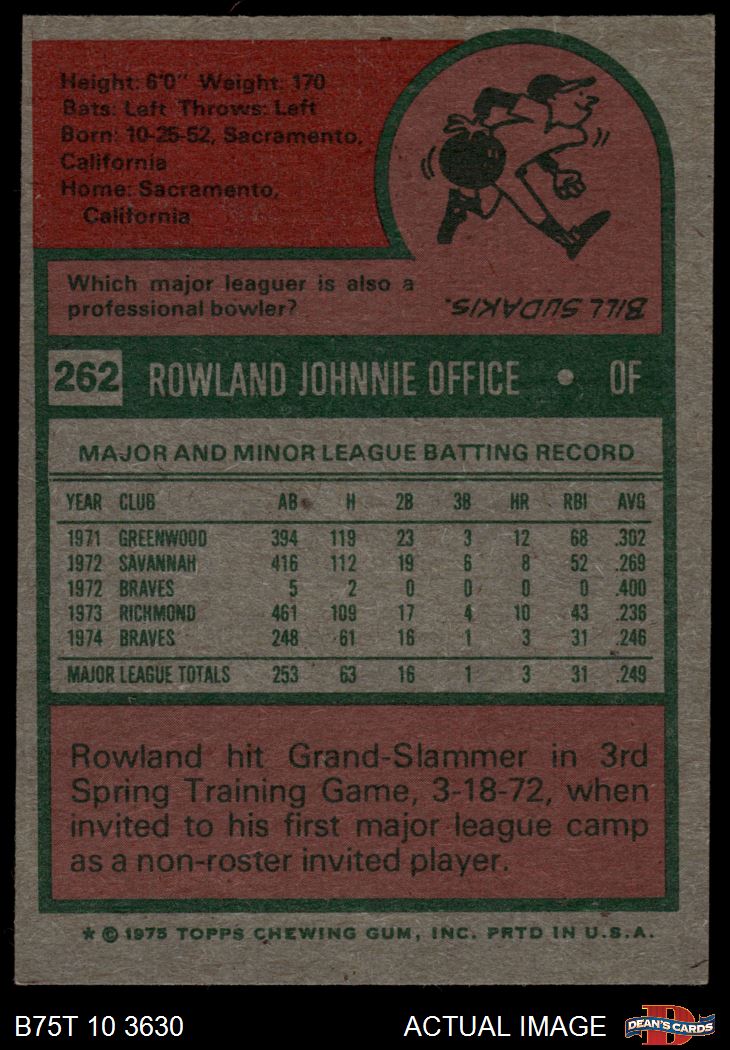 Height: 6'0" Weight: 170
Bats: Left Throws: Left
Born: 10-25-52, Sacramento,
California
Home: Sacramento,
California
Which major leaguer is also a
professional bowler?
BILL SUDAKIS.
262 ROWLAND JOHNNIE OFFICE • OF
MAJOR AND MINOR LEAGUE BATTING RECORD
YEAR CLUB AB H 2B 3B HR RBI AVG
1971 GREENWOOD 394 119 23 3 12 68 .302
1972 SAVANNAH 416 112 19 6 8 52 .269
1972 BRAVES 5 2 0 0 0 0 .400
1973 RICHMOND 461 109 17 4 10 43 .236
1974 BRAVES 248 61 16 1 3 31 .246
MAJOR LEAGUE TOTALS 253 63 16 1 3 31 .249
Rowland hit Grand-Slammer in 3rd
Spring Training Game, 3-18-72, when
invited to his first major league camp
as a non-roster invited player.
* © 1975 TOPPS CHEWING GUM, INC. PRTD IN U.S.A.
B75T 10 3630 ACTUAL IMAGE D DEAN'S CARDS